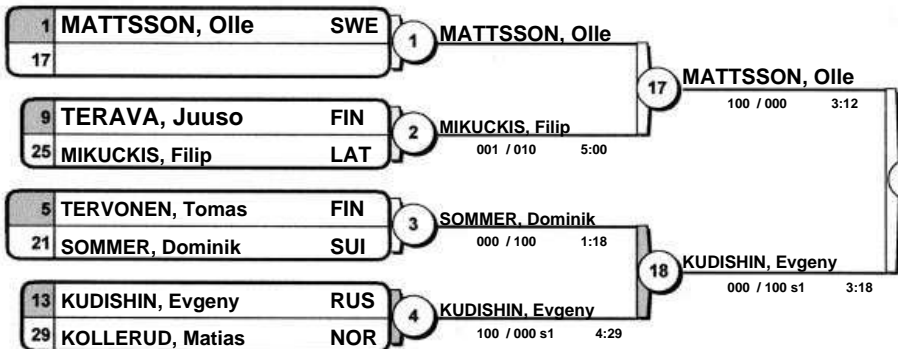 1 MATTSSON, Olle SWE
17
1 MATTSSON, Olle
9 TERAVA, Juuso FIN
25 MIKUCKIS, Filip LAT
2 MIKUCKIS, Filip
001 / 010 5:00
17 MATTSSON, Olle
100 / 000 3:12
5 TERVONEN, Tomas FIN
21 SOMMER, Dominik SUI
3 SOMMER, Dominik
000 / 100 1:18
13 KUDISHIN, Evgeny RUS
29 KOLLERUD, Matias NOR
4 KUDISHIN, Evgeny
100 / 000 s1 4:29
18 KUDISHIN, Evgeny
000 / 100 s1 3:18